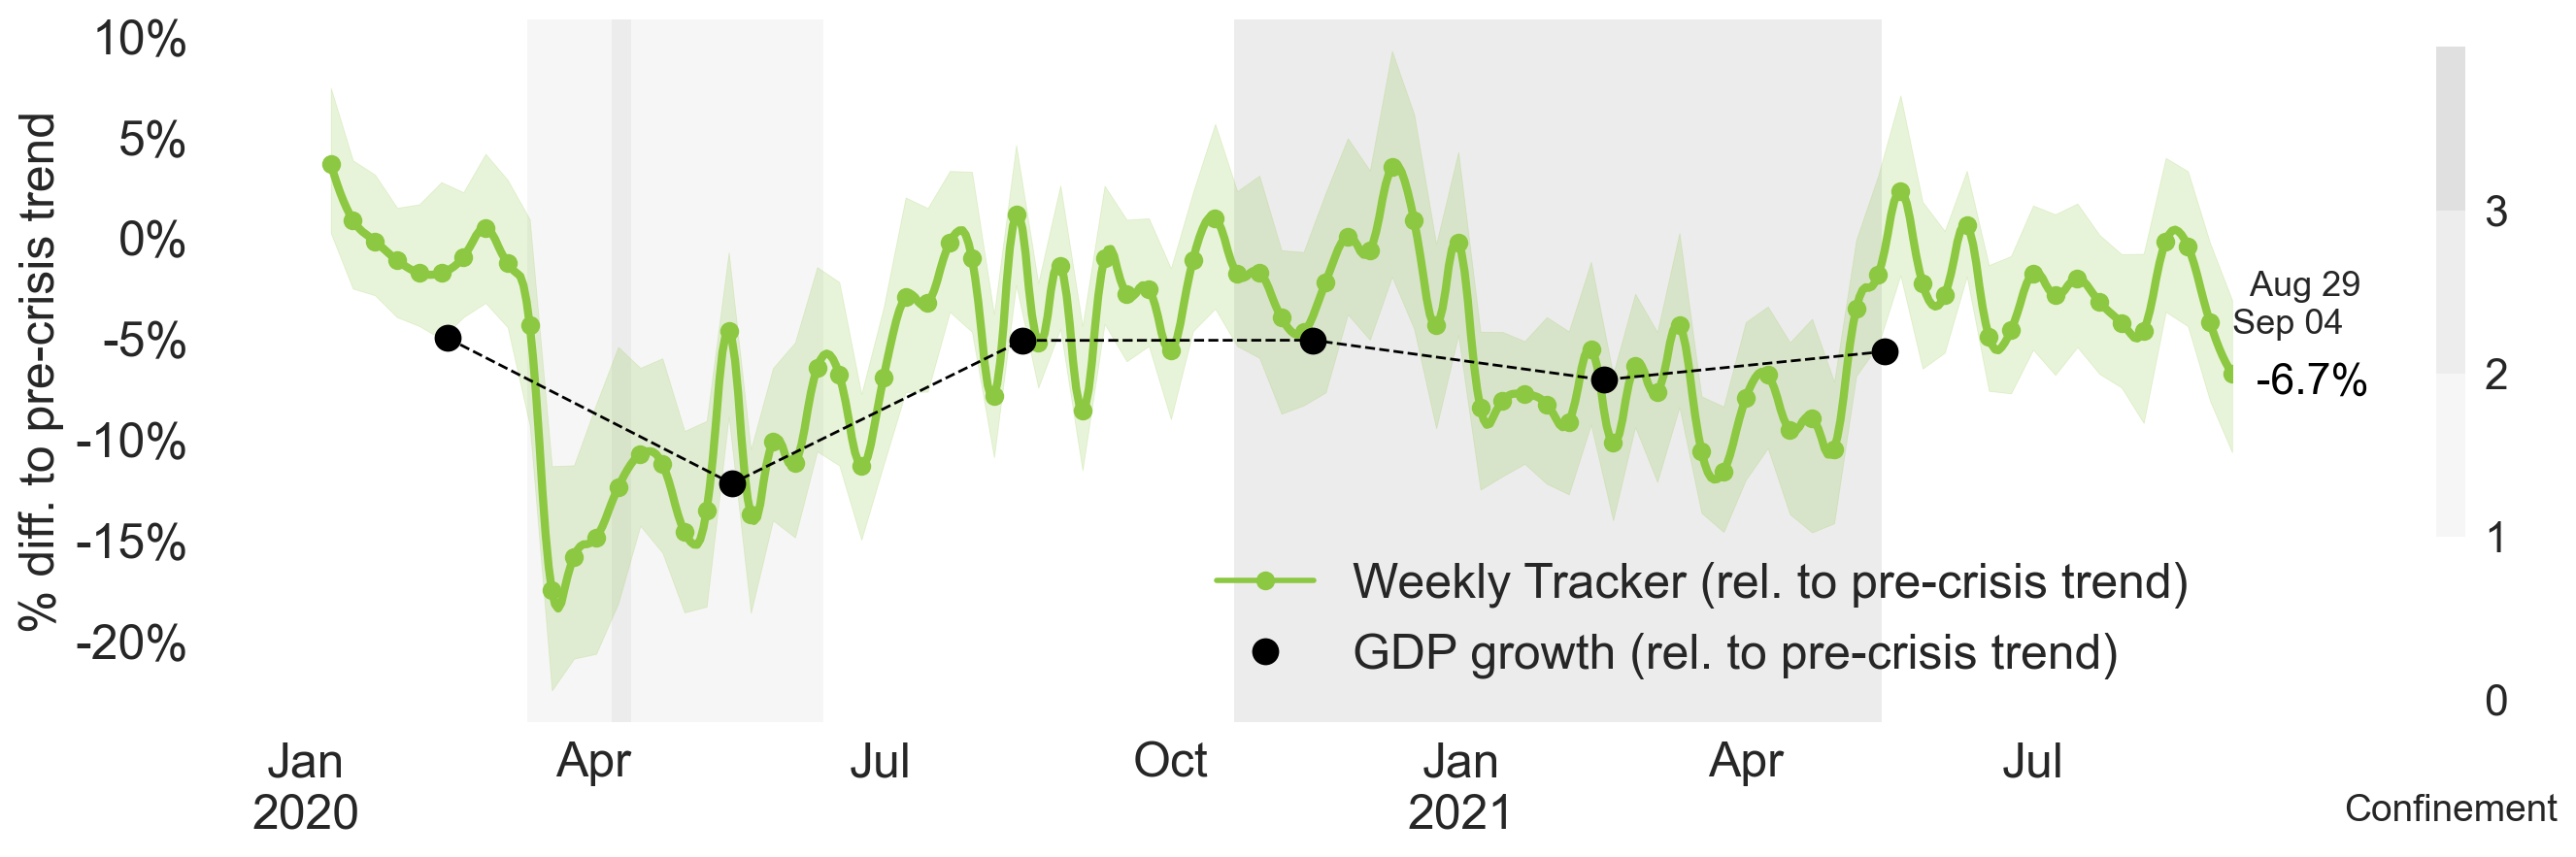 % diff. to pre-crisis trend
10%
5%
0%
-5%
-10%
-15%
-20%
Jan
2020
Apr
Jul
Oct
Jan
2021
Apr
Jul
Aug 29
Sep 04
-6.7%
Weekly Tracker (rel. to pre-crisis trend)
GDP growth (rel. to pre-crisis trend)
3
2
1
0
Confinement